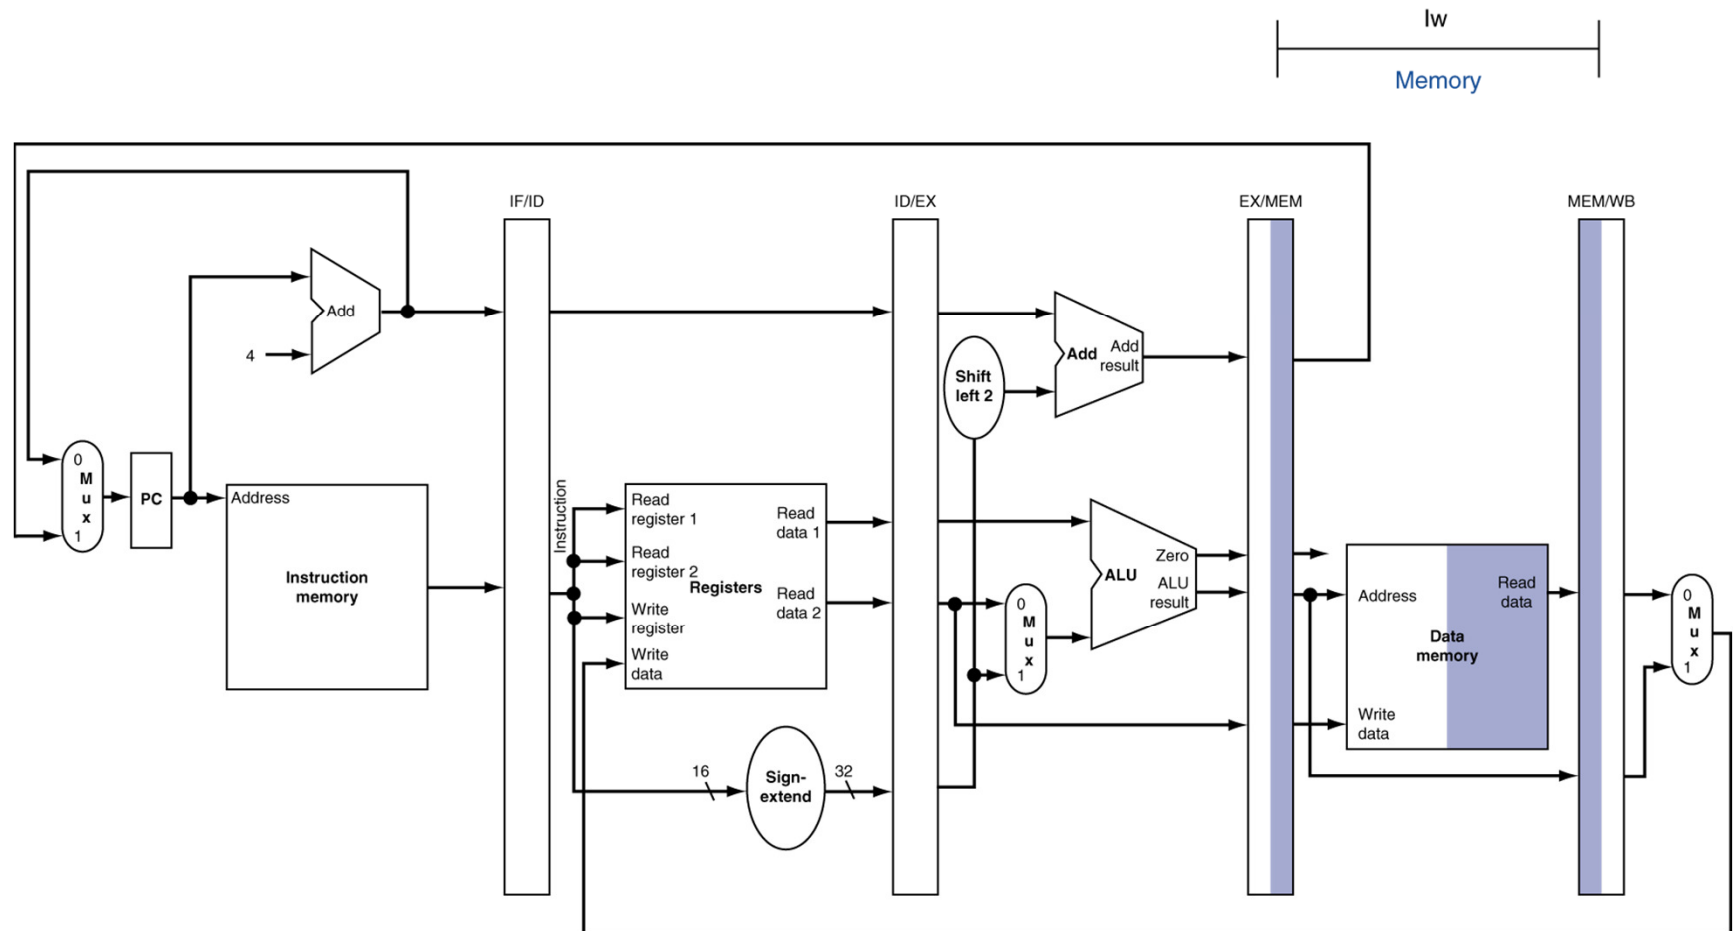 lw
Memory
IF/ID
ID/EX
EX/MEM
MEM/WB
Add
4
Shift
left 2
Add
Add
result
0
M
u
x
1
PC
Address
Instruction
memory
Instruction
Read
register 1
Read
register 2
Write
register
Write
data
Registers
Read
data 1
Read
data 2
16
Sign-
extend
32
0
M
u
x
1
ALU
Zero
ALU
result
Address
Read
data
Data
memory
Write
data
0
M
u
x
1